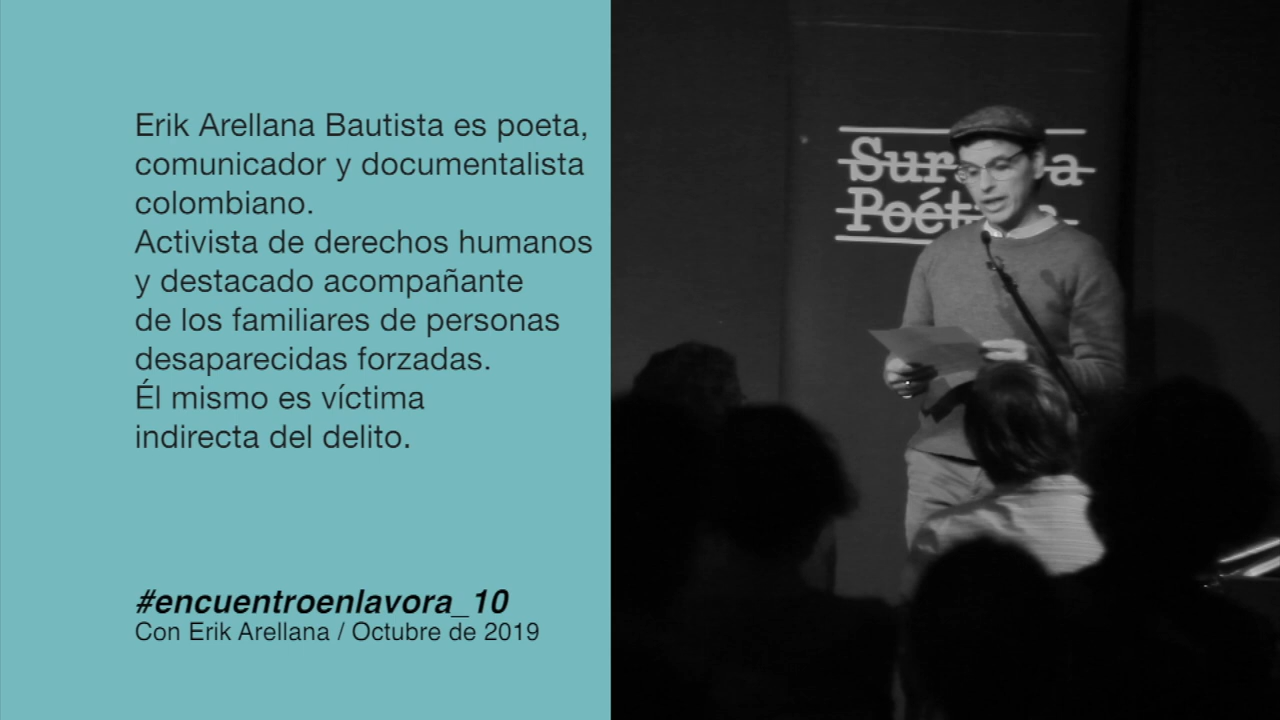 Erik Arellana Bautista es poeta,
comunicador y documentalista
colombiano.
Activista de derechos humanos
y destacado acompañante
de los familiares de personas
desaparecidas forzadas.
Él mismo es víctima
indirecta del delito.
#encuentroenlavora_10
Con Erik Arellana / Octubre de 2019